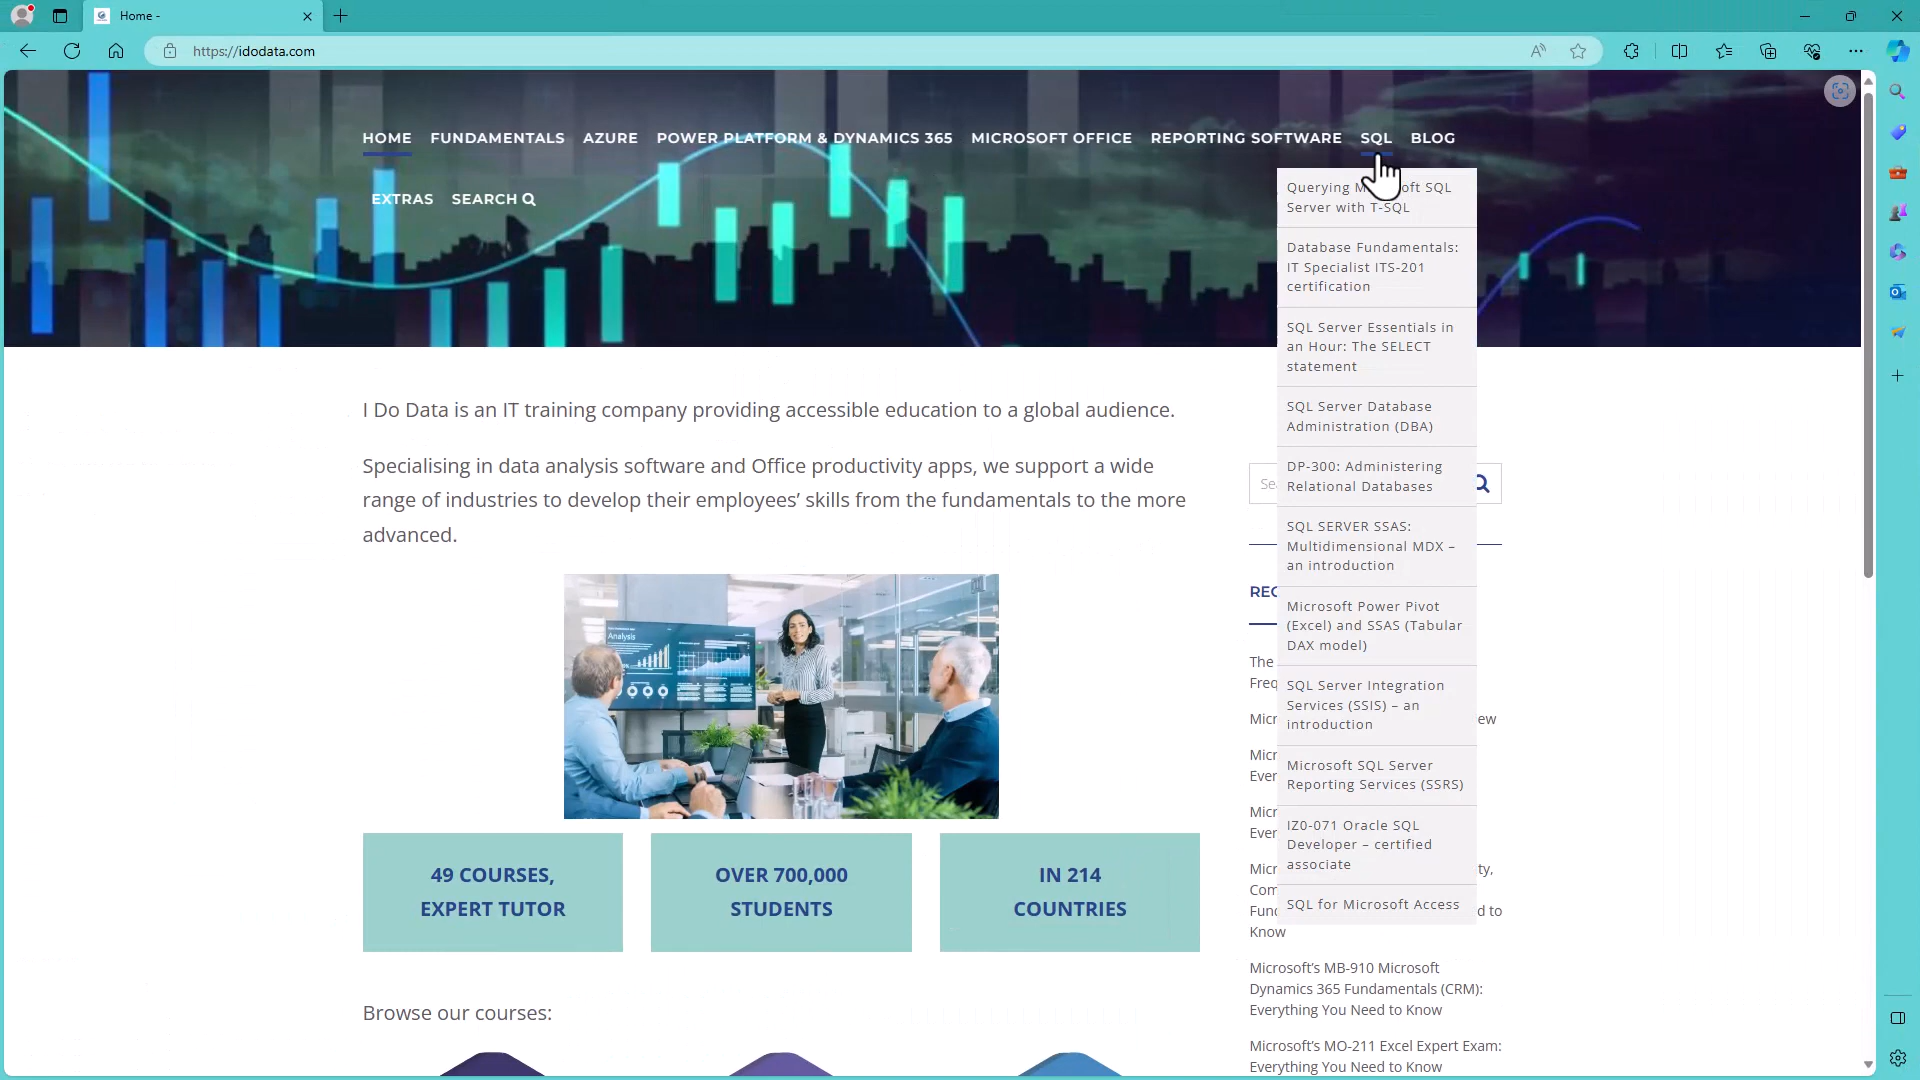 Home -
https://idodata.com
HOME FUNDAMENTALS AZURE POWER PLATFORM & DYNAMICS 365 MICROSOFT OFFICE REPORTING SOFTWARE SQL BLOG
EXTRAS SEARCH
Querying SQL
Server with T-SQL
Database Fundamentals:
IT Specialist ITS-201
certification
SQL Server Essentials in
an Hour: The SELECT
statement
SQL Server Database
Administration (DBA)
DP-300: Administering
Relational Databases
SQL SERVER SSAS:
Multidimensional MDX –
an introduction
Microsoft Power Pivot
(Excel) and SSAS (Tabular
DAX model)
SQL Server Integration
Services (SSIS) – an
introduction
Microsoft SQL Server
Reporting Services (SSRS)
IZ0-071 Oracle SQL
Developer – certified
associate
SQL for Microsoft Access
I Do Data is an IT training company providing accessible education to a global audience.
Specialising in data analysis software and Office productivity apps, we support a wide
range of industries to develop their employees’ skills from the fundamentals to the more
advanced.
Analysis
49 COURSES,
EXPERT TUTOR
OVER 700,000
STUDENTS
IN 214
COUNTRIES
Browse our courses:
The
Know
Microsoft’s MB-910 Microsoft
Dynamics 365 Fundamentals (CRM):
Everything You Need to Know
Microsoft’s MO-211 Excel Expert Exam:
Everything You Need to Know